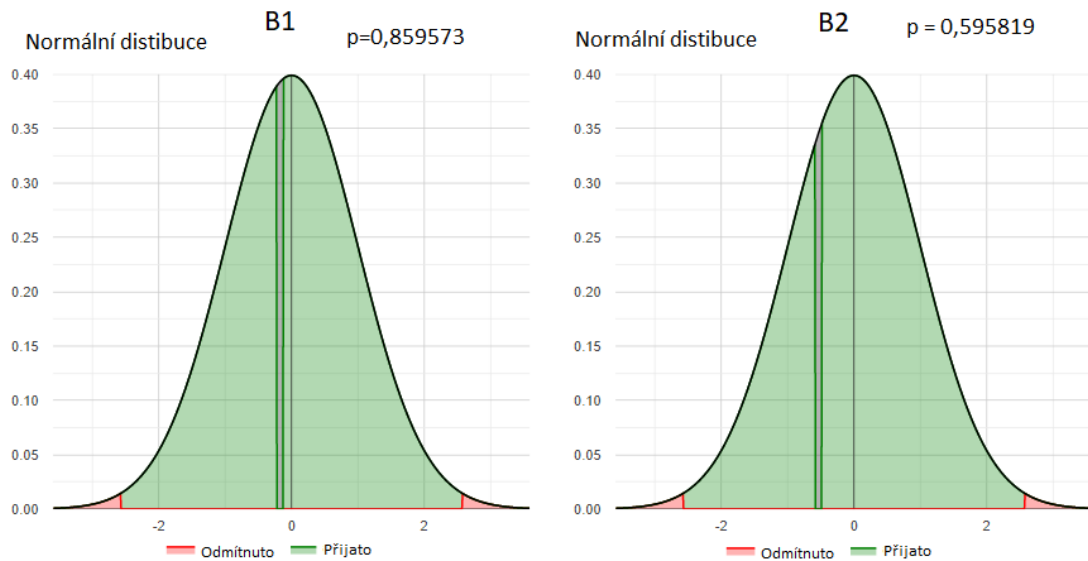 B1
p=0,859573
Normální distibuce
0.40
0.35
0.30
0.25
0.20
0.15
0.10
0.05
0.00
-2
0
2
Odmítnuto
Přijato
B2
p = 0,595819
Normální distibuce
0.40
0.35
0.30
0.25
0.20
0.15
0.10
0.05
0.00
-2
0
2
Odmítnuto
Přijato